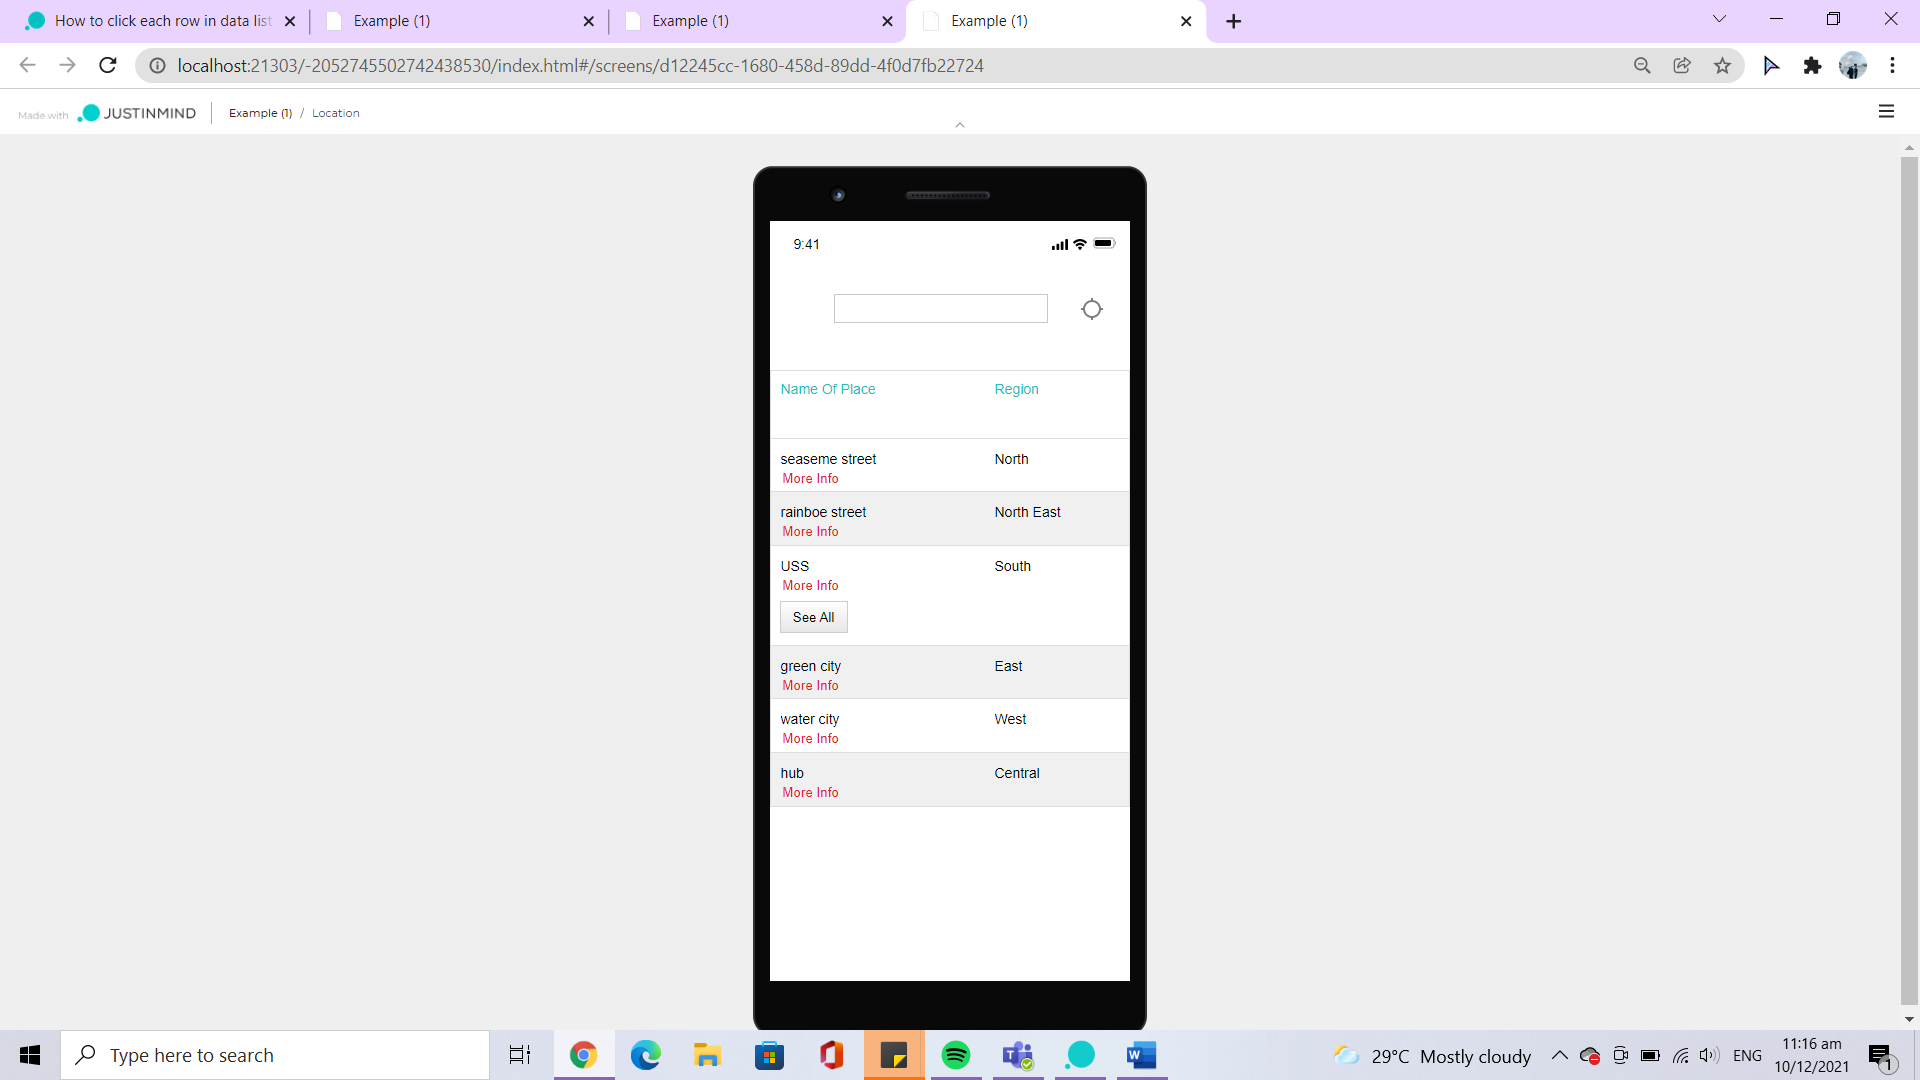 How to click each row in data list
Example (1)
Example (1)
Example (1)
localhost:21303/-2052745502742438530/index.html#/screens/d12245cc-1680-458d-89dd-4f0d7fb22724
Made with JUSTINMIND Example (1) / Location
9:41
Name Of Place Region
seaseme street North
More Info
rainboe street North East
More Info
USS South
More Info
See All
green city East
More Info
water city West
More Info
hub Central
More Info
Type here to search
29°C Mostly cloudy
ENG
11:16 am
10/12/2021
1